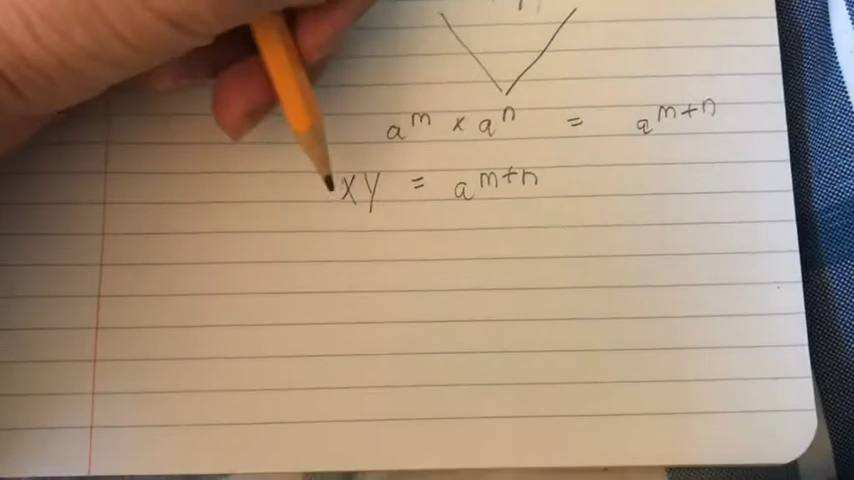 a^m × a^n = a^{m+n}
xy = a^{m+n}